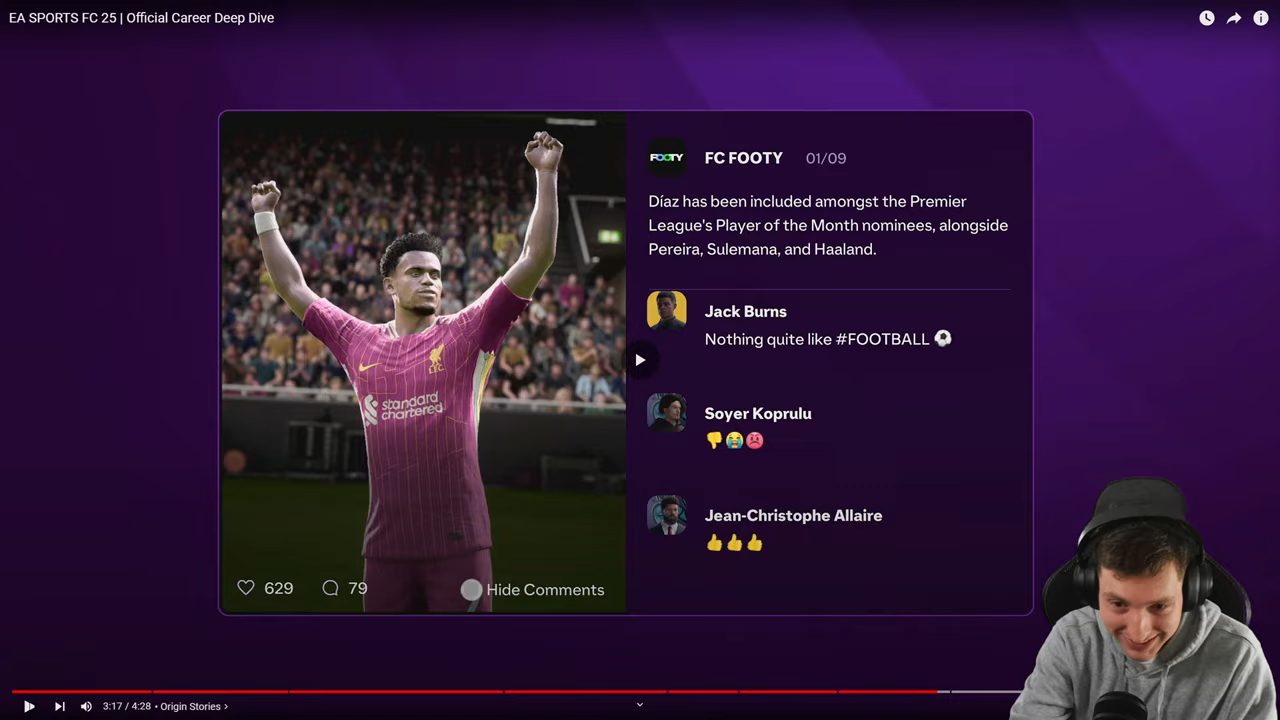 EA SPORTS FC 25 | Official Career Deep Dive
FOOTY
FC FOOTY 01/09
Díaz has been included amongst the Premier
League's Player of the Month nominees, alongside
Pereira, Sulemana, and Haaland.
Jack Burns
Nothing quite like #FOOTBALL ⚽
Soyer Koprulu
👎😭😡
Jean-Christophe Allaire
👍👍👍
L.F.C.
standard
chartered
629 79 Hide Comments
3:17 / 4:28 • Origin Stories ›